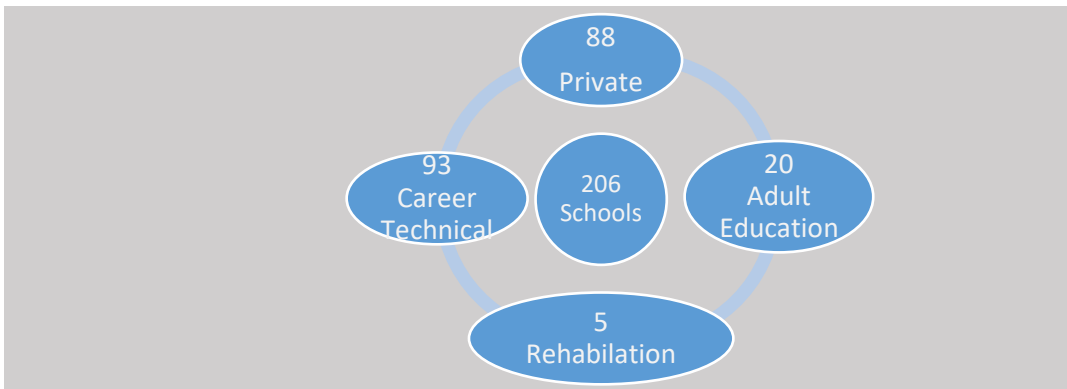 88
Private
93
Career
Technical
206
Schools
20
Adult
Education
5
Rehabilation